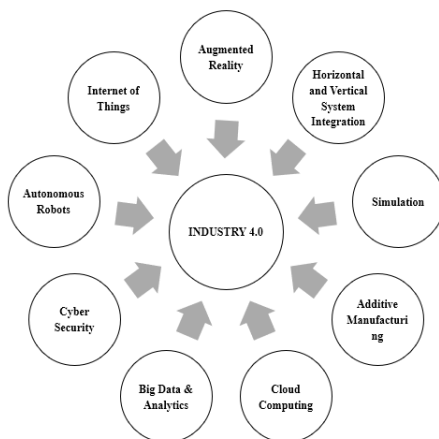 Augmented
Reality
Horizontal
and Vertical
System
Integration
Simulation
Additive
Manufacturi
ng
Cloud
Computing
Big Data &
Analytics
Cyber
Security
Autonomous
Robots
Internet of
Things
INDUSTRY 4.0